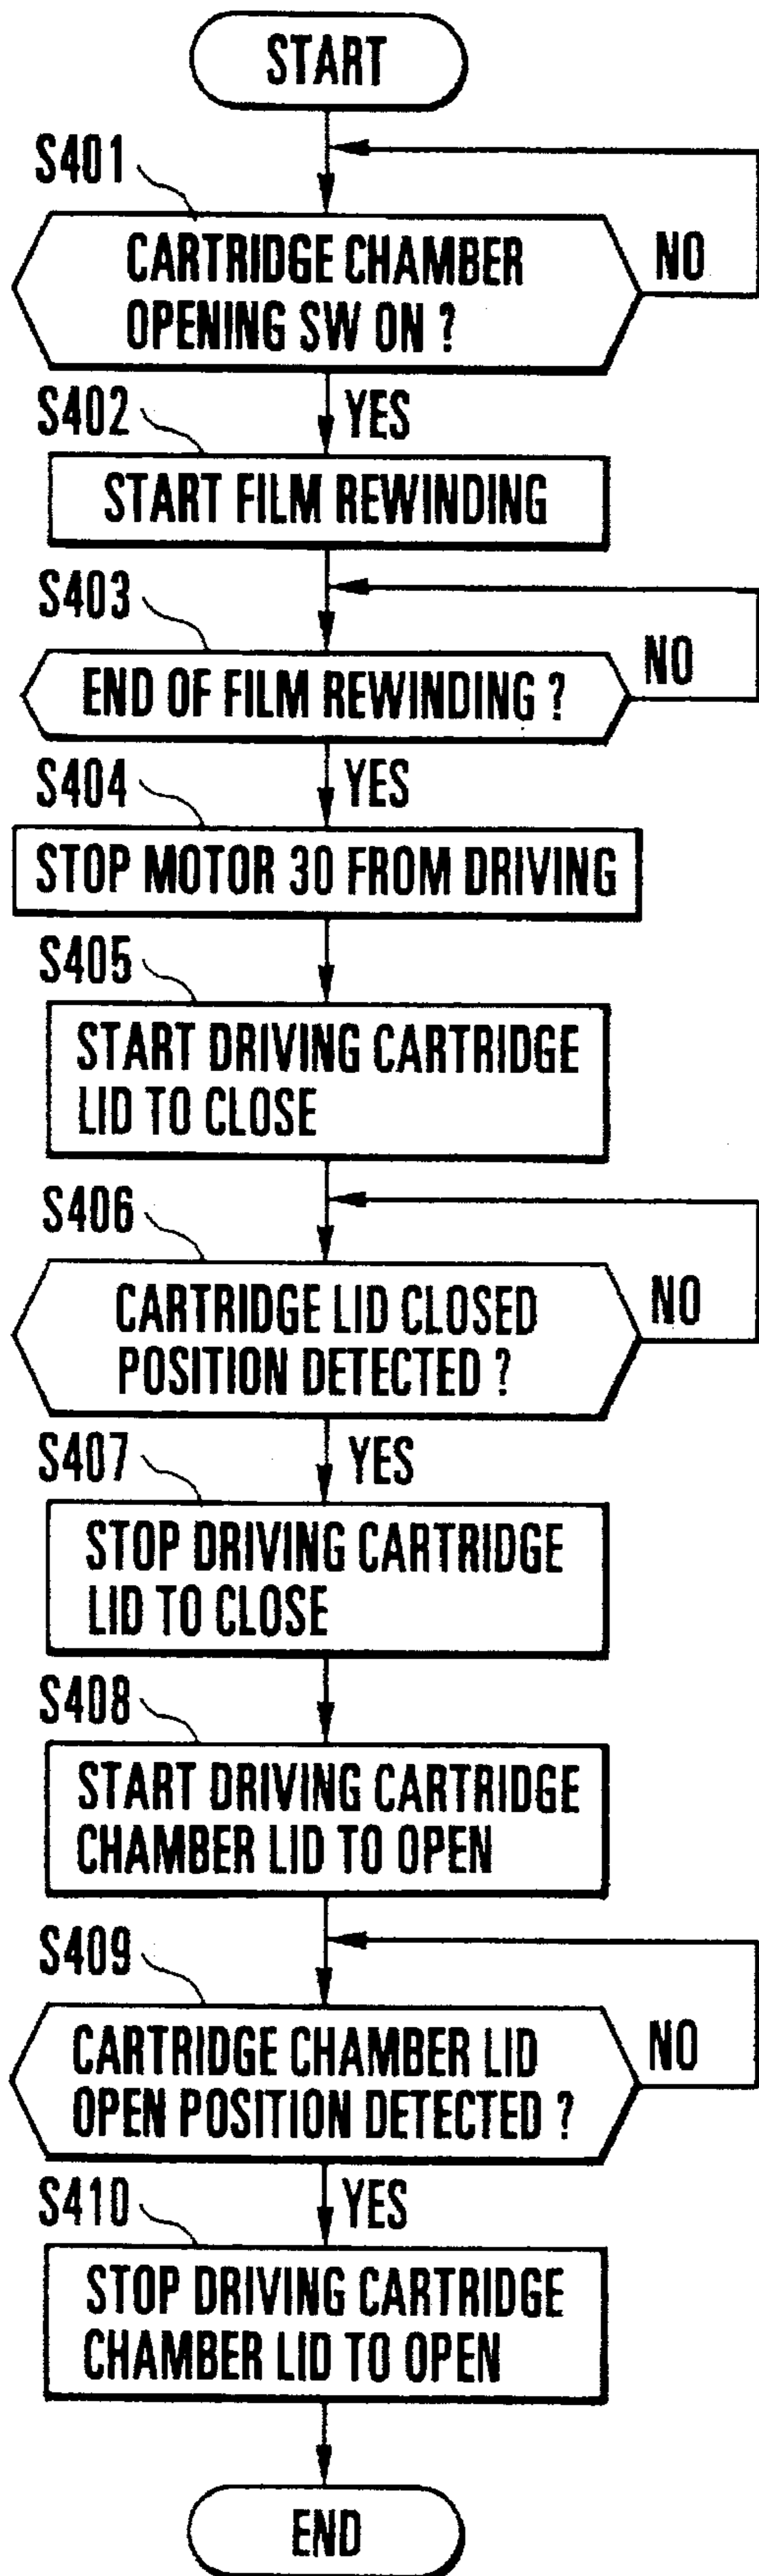 START
S401
CARTRIDGE CHAMBER
OPENING SW ON ?
NO
YES
S402
START FILM REWINDING
S403
END OF FILM REWINDING ?
NO
YES
S404
STOP MOTOR 30 FROM DRIVING
S405
START DRIVING CARTRIDGE
LID TO CLOSE
S406
CARTRIDGE LID CLOSED
POSITION DETECTED ?
NO
YES
S407
STOP DRIVING CARTRIDGE
LID TO CLOSE
S408
START DRIVING CARTRIDGE
CHAMBER LID TO OPEN
S409
CARTRIDGE CHAMBER LID
OPEN POSITION DETECTED ?
NO
YES
S410
STOP DRIVING CARTRIDGE
CHAMBER LID TO OPEN
END